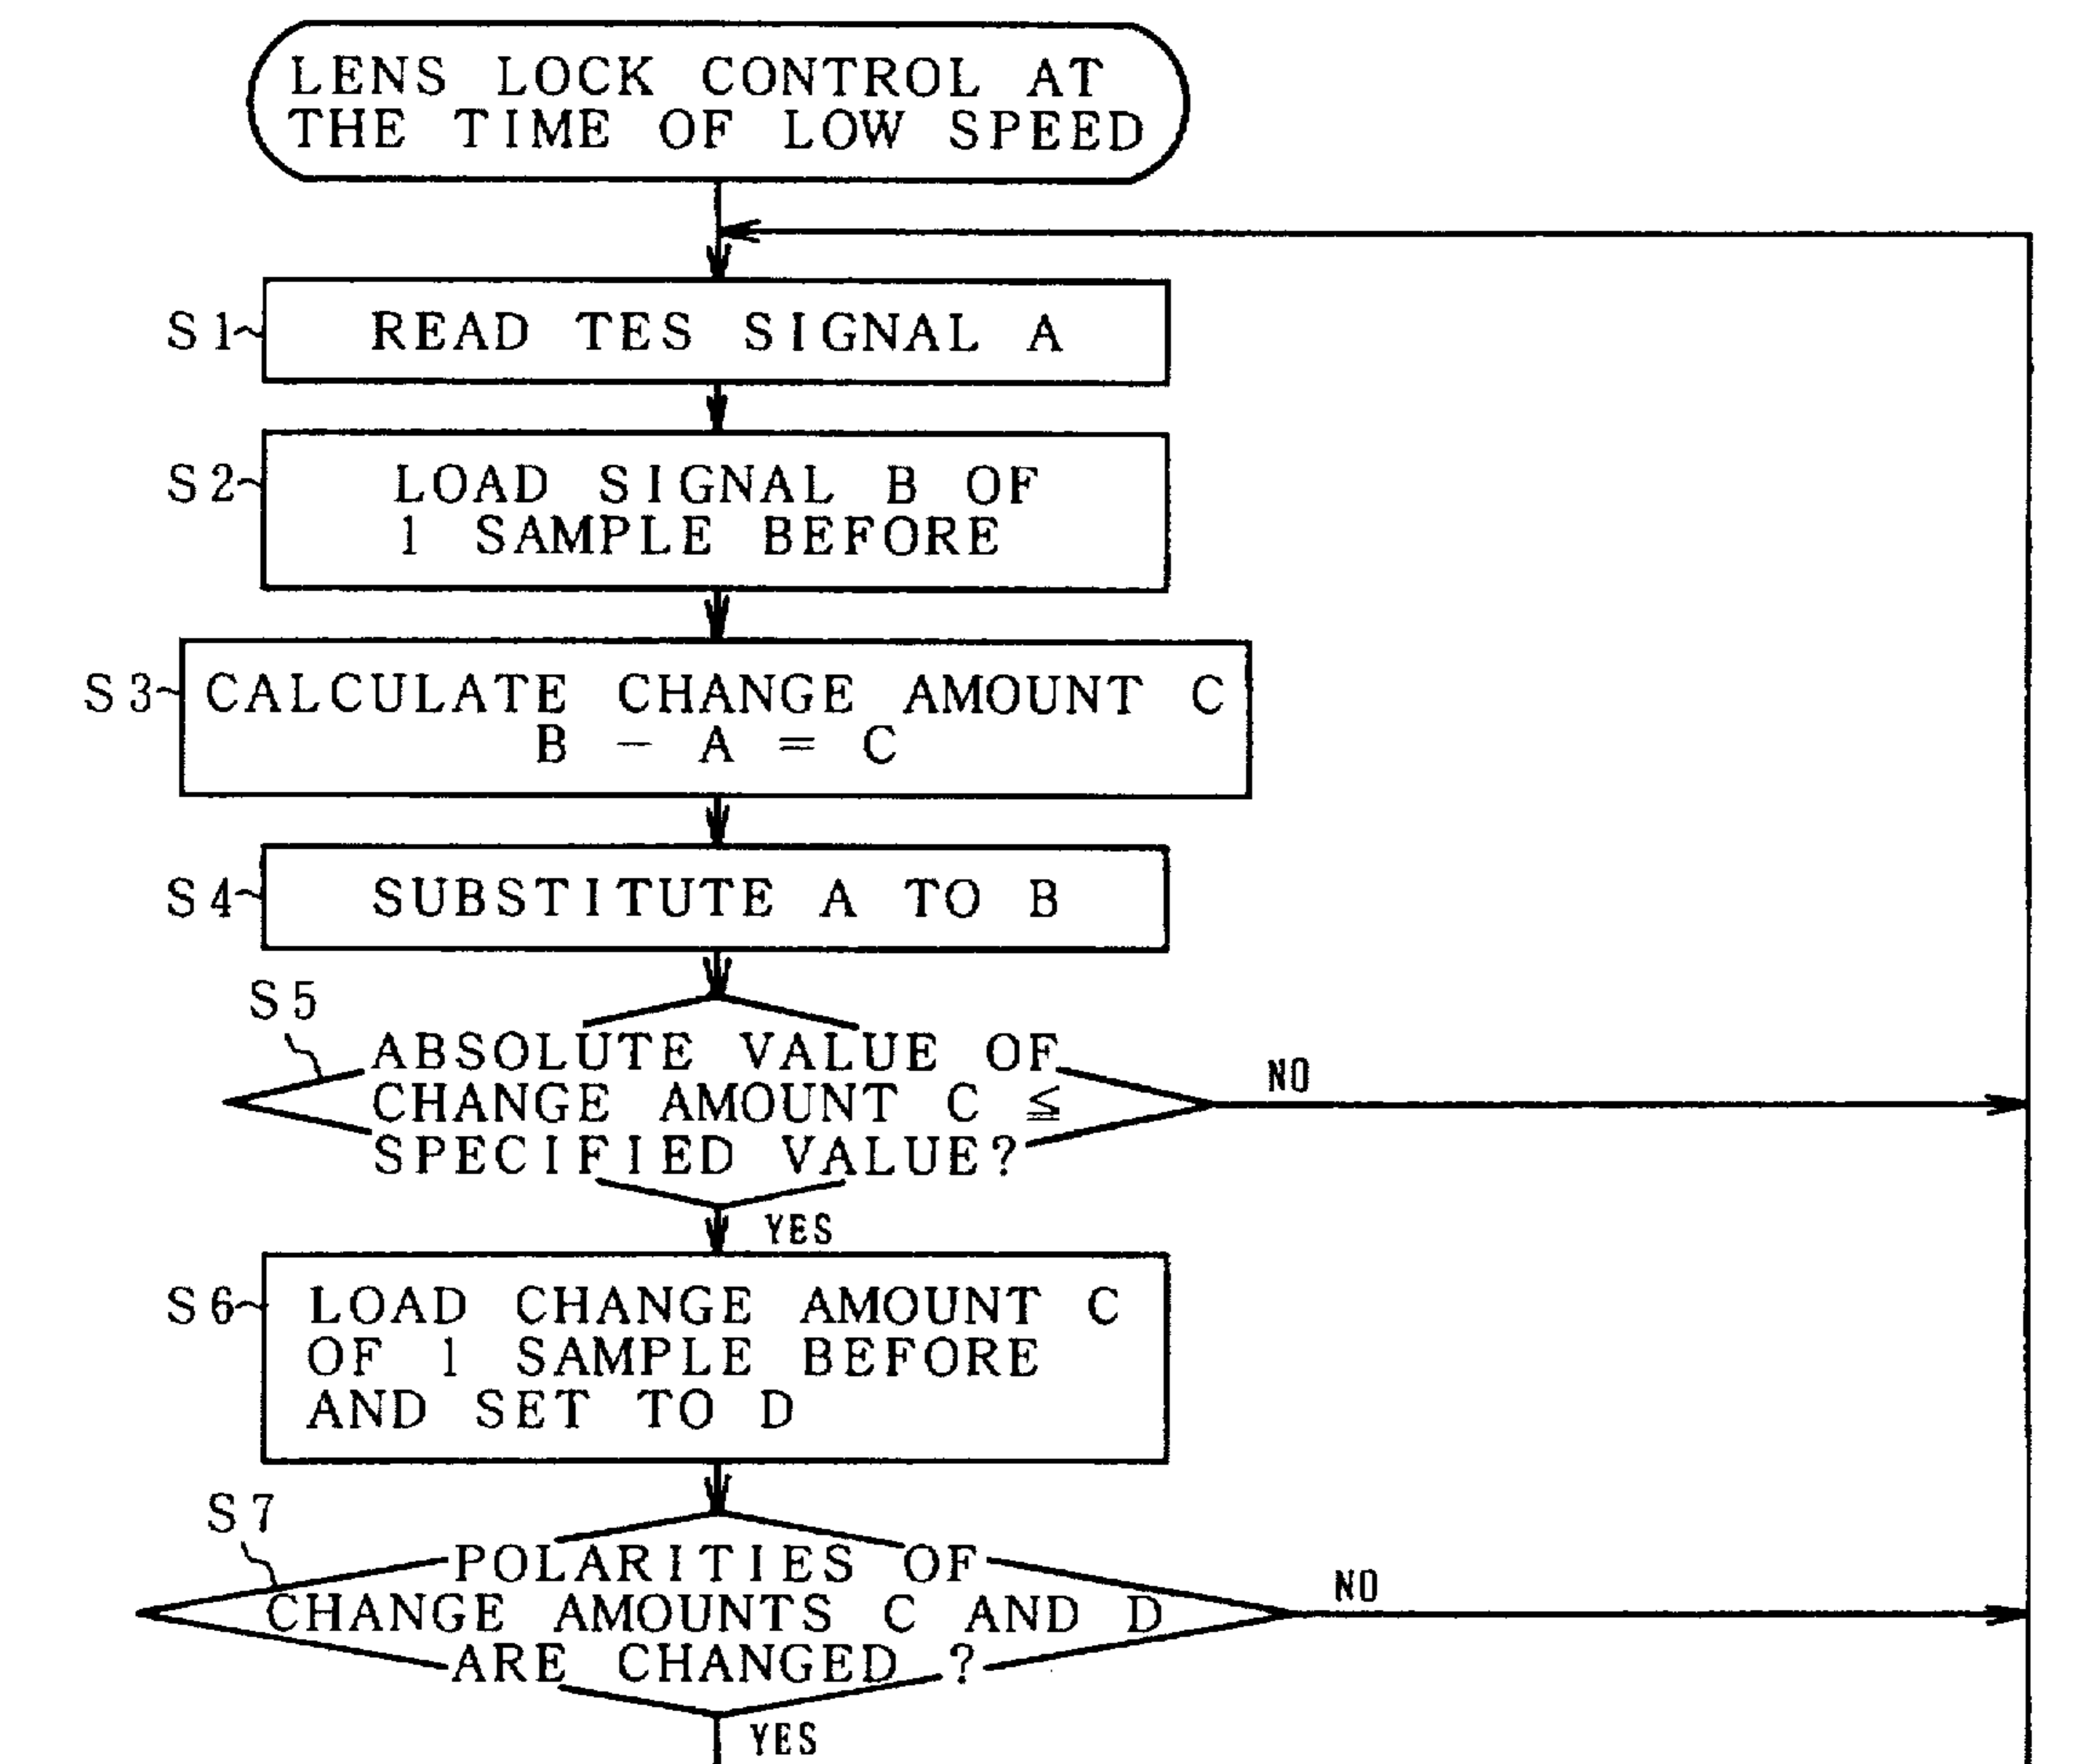 LENS LOCK CONTROL AT
THE TIME OF LOW SPEED
S1
READ TES SIGNAL A
S2
LOAD SIGNAL B OF
1 SAMPLE BEFORE
S3
CALCULATE CHANGE AMOUNT C
B - A = C
S4
SUBSTITUTE A TO B
S5
ABSOLUTE VALUE OF
CHANGE AMOUNT C ≦
SPECIFIED VALUE?
NO
YES
S6
LOAD CHANGE AMOUNT C
OF 1 SAMPLE BEFORE
AND SET TO D
S7
POLARITIES OF
CHANGE AMOUNTS C AND D
ARE CHANGED ?
NO
YES